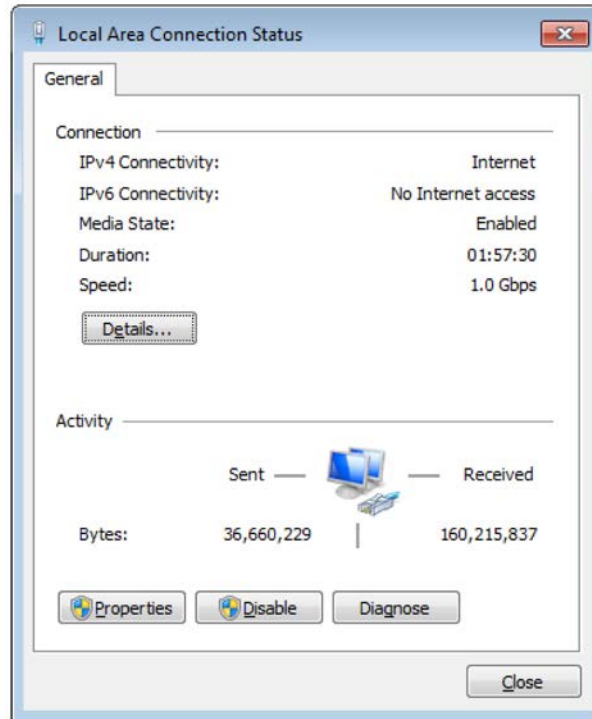 Local Area Connection Status
General
Connection
IPv4 Connectivity: Internet
IPv6 Connectivity: No Internet access
Media State: Enabled
Duration: 01:57:30
Speed: 1.0 Gbps
Details...
Activity
Sent Received
Bytes: 36,660,229 160,215,837
Properties Disable Diagnose
Close